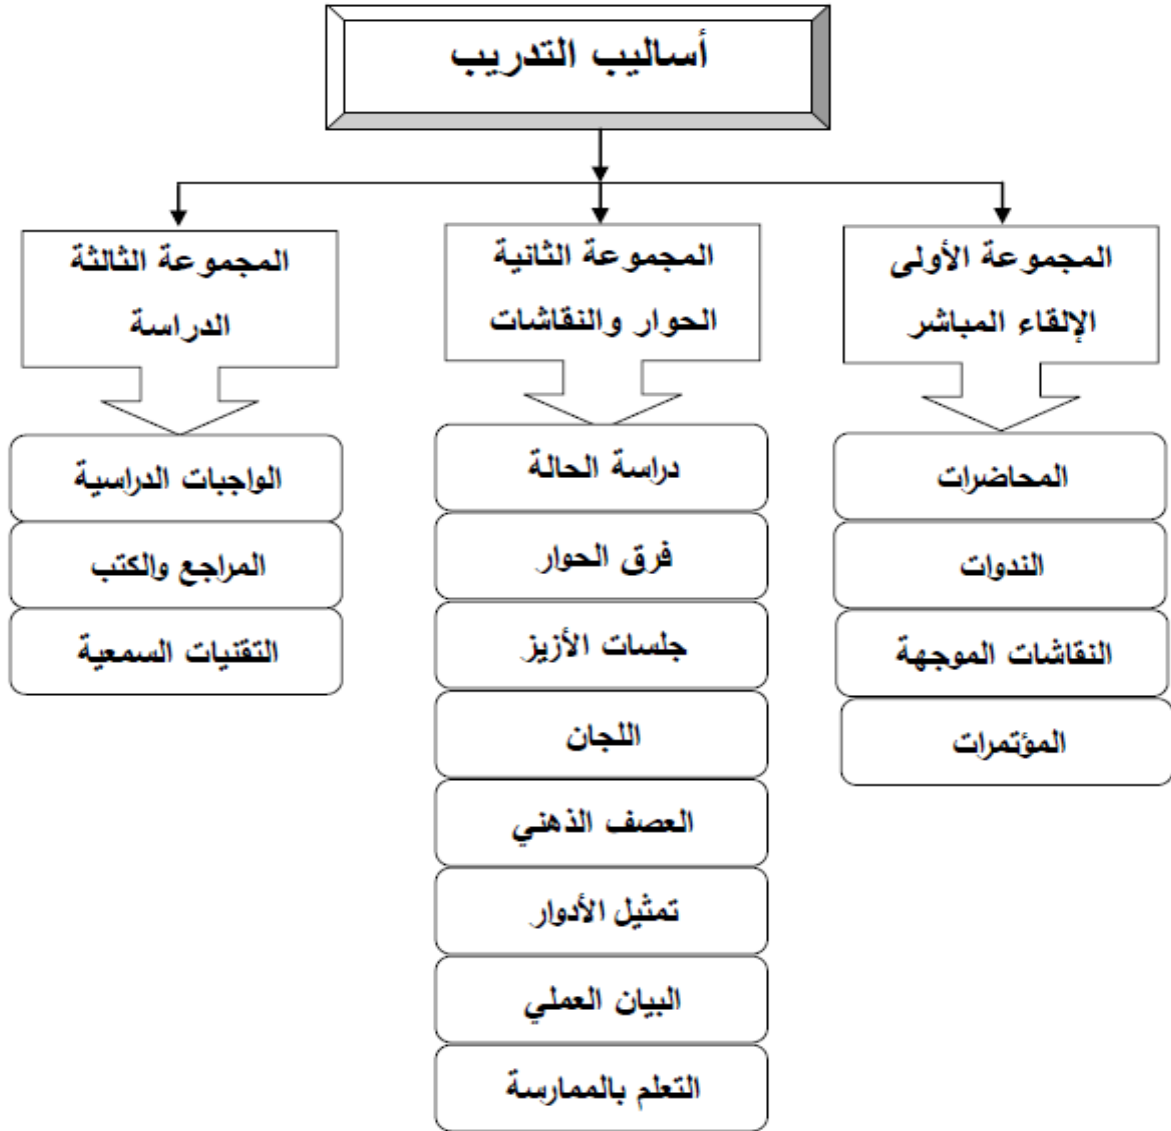 أساليب التدريب
المجموعة الأولى
الإلقاء المباشر
المحاضرات
الندوات
النقاشات الموجهة
المؤتمرات
المجموعة الثانية
الحوار والنقاشات
دراسة الحالة
فرق الحوار
جلسات الأزيز
اللجان
العصف الذهني
تمثيل الأدوار
البيان العملي
التعلم بالممارسة
المجموعة الثالثة
الدراسة
الواجبات الدراسية
المراجع والكتب
التقنيات السمعية